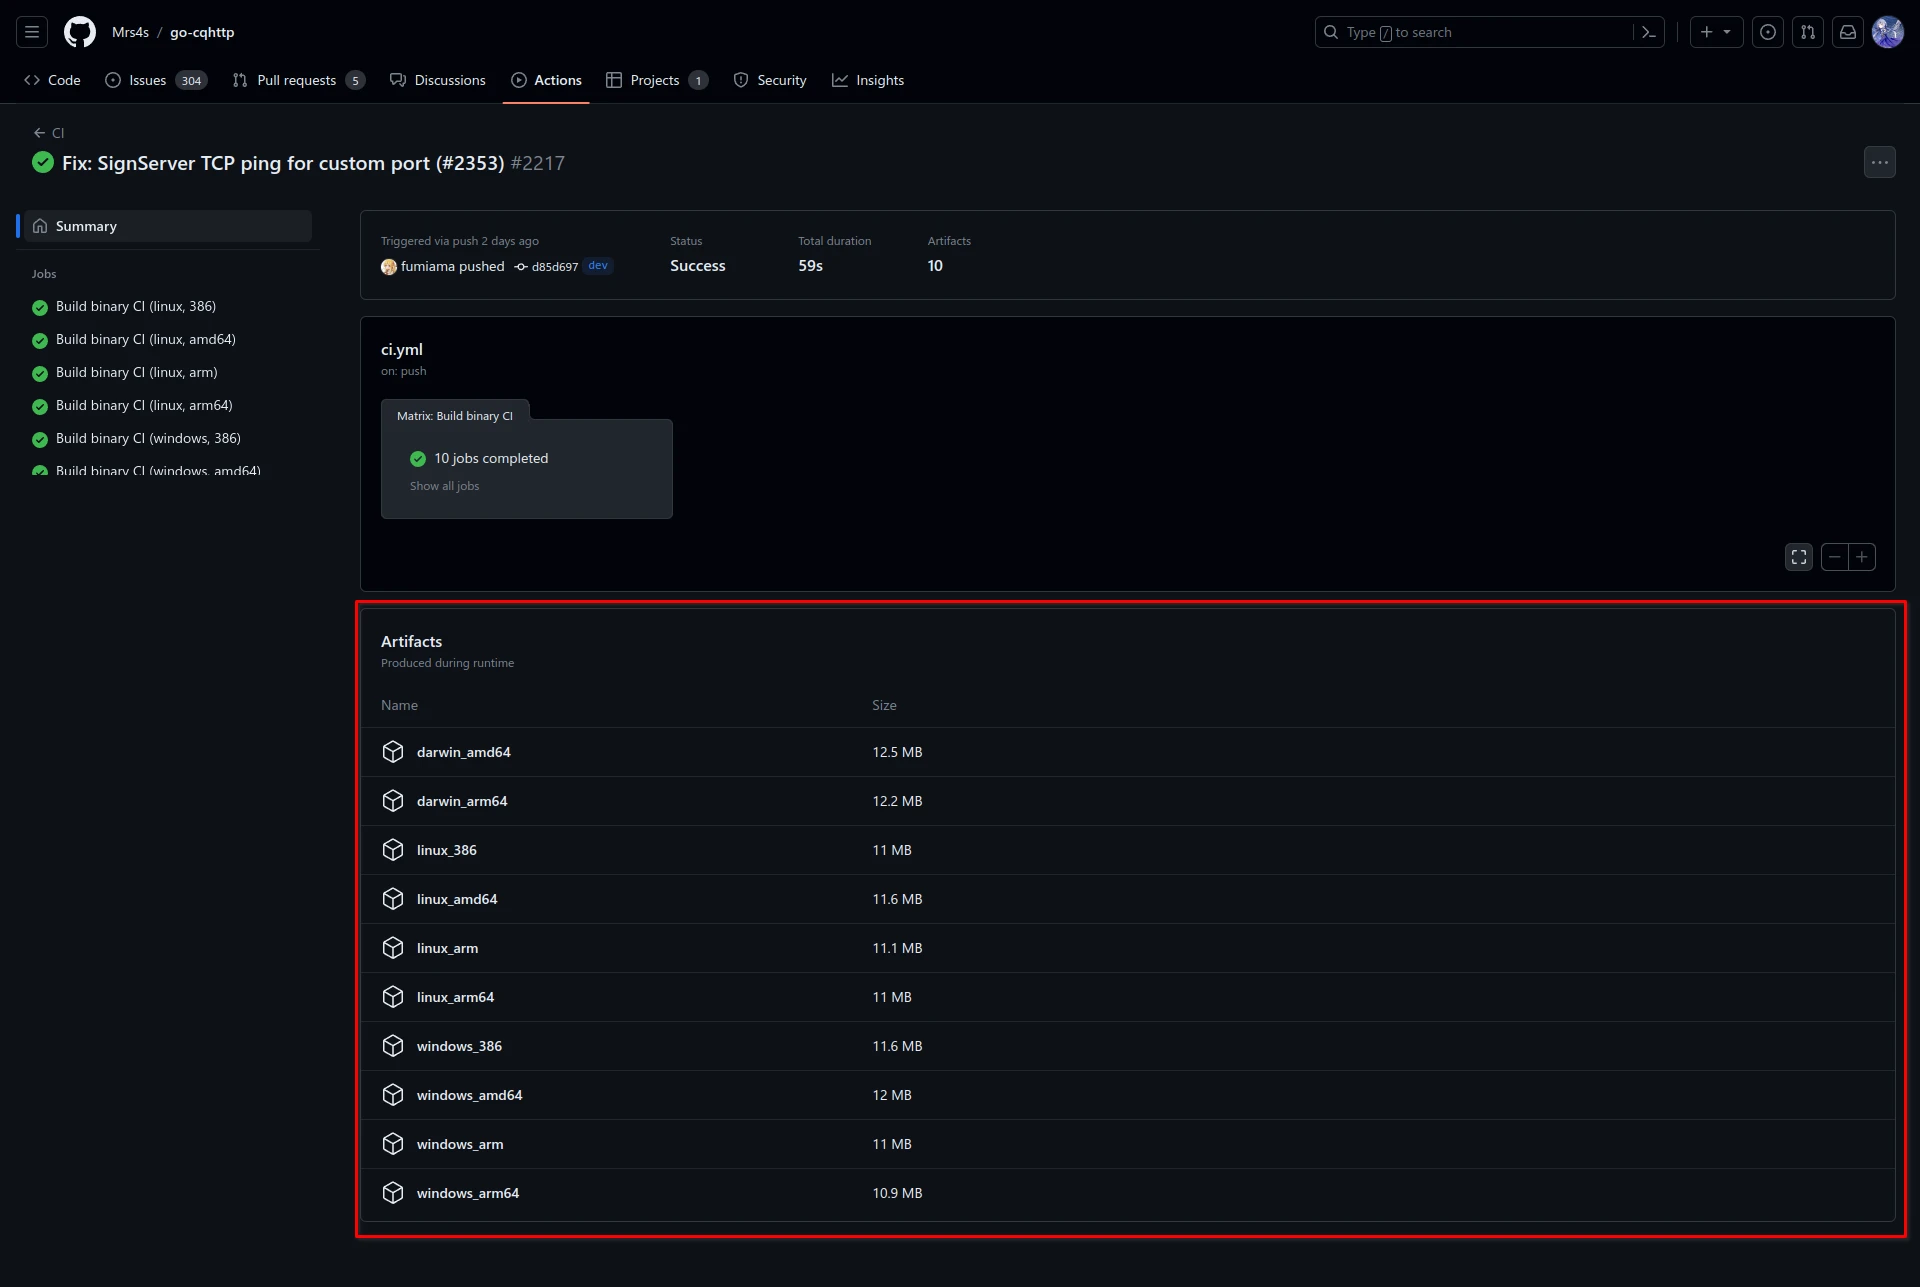 Mrs4s / go-cqhttp
Type / to search
Code
Issues 304
Pull requests 5
Discussions
Actions
Projects 1
Security
Insights
CI
Fix: SignServer TCP ping for custom port (#2353) #2217
Summary
Jobs
Build binary CI (linux, 386)
Build binary CI (linux, amd64)
Build binary CI (linux, arm)
Build binary CI (linux, arm64)
Build binary CI (windows, 386)
Build binary CI (windows, amd64)
Triggered via push 2 days ago
fumiama pushed d85d697 dev
Status
Success
Total duration
59s
Artifacts
10
ci.yml
on: push
Matrix: Build binary CI
10 jobs completed
Show all jobs
Artifacts
Produced during runtime
Name Size
darwin_amd64 12.5 MB
darwin_arm64 12.2 MB
linux_386 11 MB
linux_amd64 11.6 MB
linux_arm 11.1 MB
linux_arm64 11 MB
windows_386 11.6 MB
windows_amd64 12 MB
windows_arm 11 MB
windows_arm64 10.9 MB